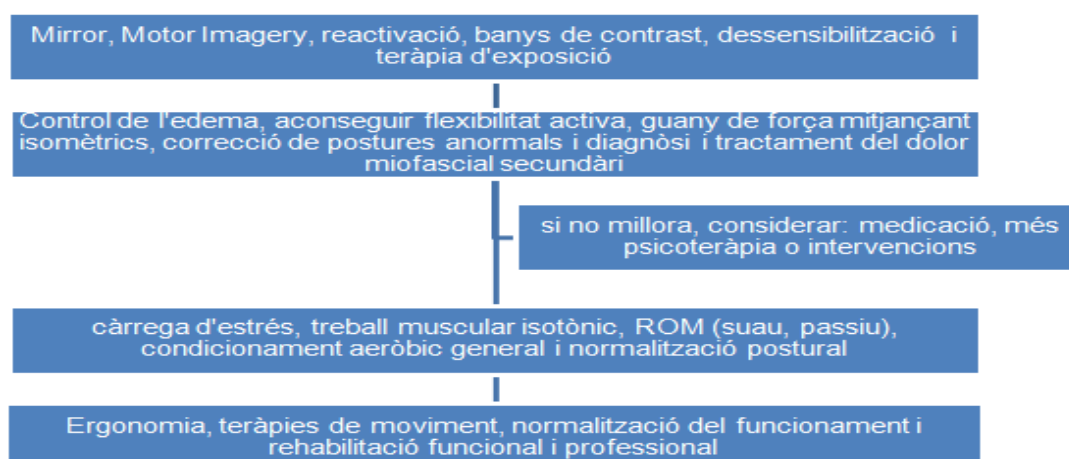 Mirror, Motor Imagery, reactivació, banys de contrast, dessensibilització i
teràpia d'exposició
Control de l'edema, aconseguir flexibilitat activa, guany de força mitjançant
isomètrics, correcció de postures anormals i diagnòsi i tractament del dolor
miofascial secundàri
si no millora, considerar: medicació, més
psicoteràpia o intervencions
càrrega d'estrés, treball muscular isotònic, ROM (suau, passiu),
condicionament aeròbic general i normalització postural
Ergonomia, teràpies de moviment, normalització del funcionament i
rehabilitació funcional i professional